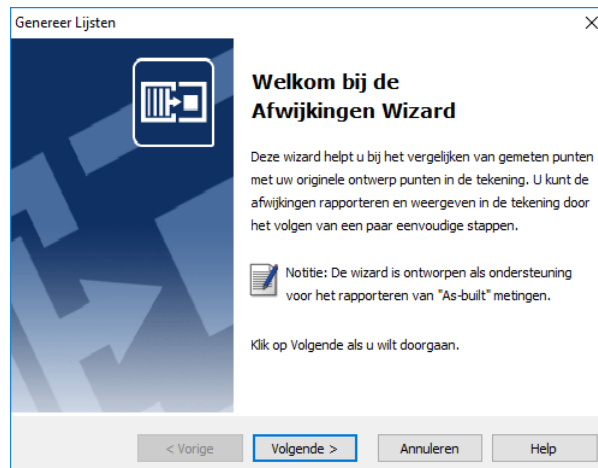 Genereer Lijsten
Welkom bij de
Afwijkingen Wizard
Deze wizard helpt u bij het vergelijken van gemeten punten
met uw originele ontwerp punten in de tekening. U kunt de
afwijkingen rapporteren en weergeven in de tekening door
het volgen van een paar eenvoudige stappen.
Notitie: De wizard is ontworpen als ondersteuning
voor het rapporteren van "As-built" metingen.
Klik op Volgende als u wilt doorgaan.
< Vorige
Volgende >
Annuleren
Help